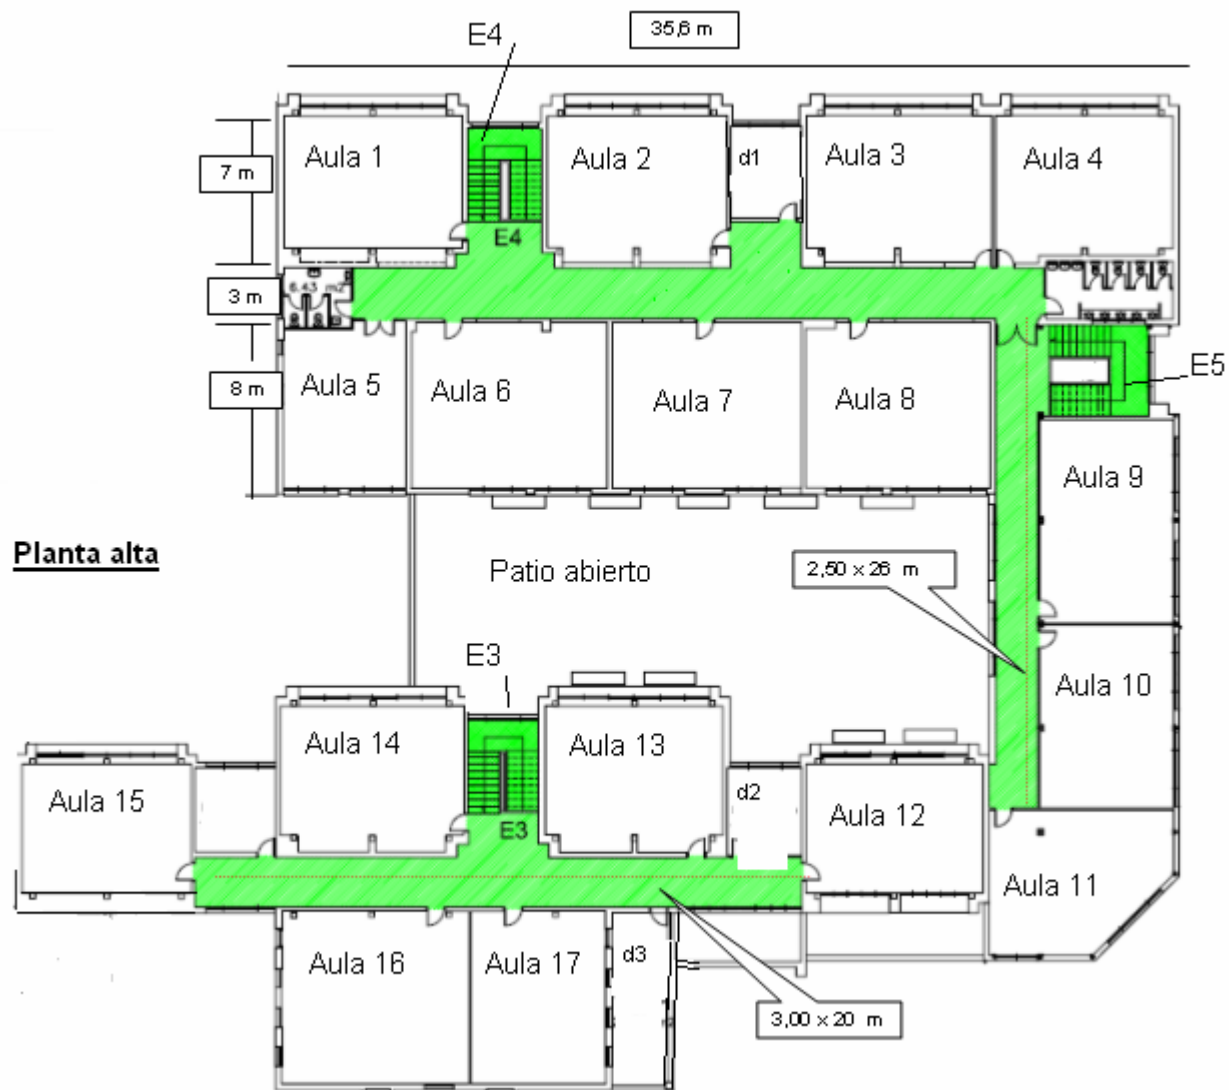 E4
35,6 m
Aula 1
Aula 2
d1
Aula 3
Aula 4
7 m
E4
6.43 m2
3 m
8 m
Aula 5
Aula 6
Aula 7
Aula 8
E5
Aula 9
Planta alta
Patio abierto
2,50 x 26 m
E3
Aula 10
Aula 14
Aula 13
Aula 15
d2
Aula 12
E3
Aula 11
Aula 16
Aula 17
d3
3,00 x 20 m